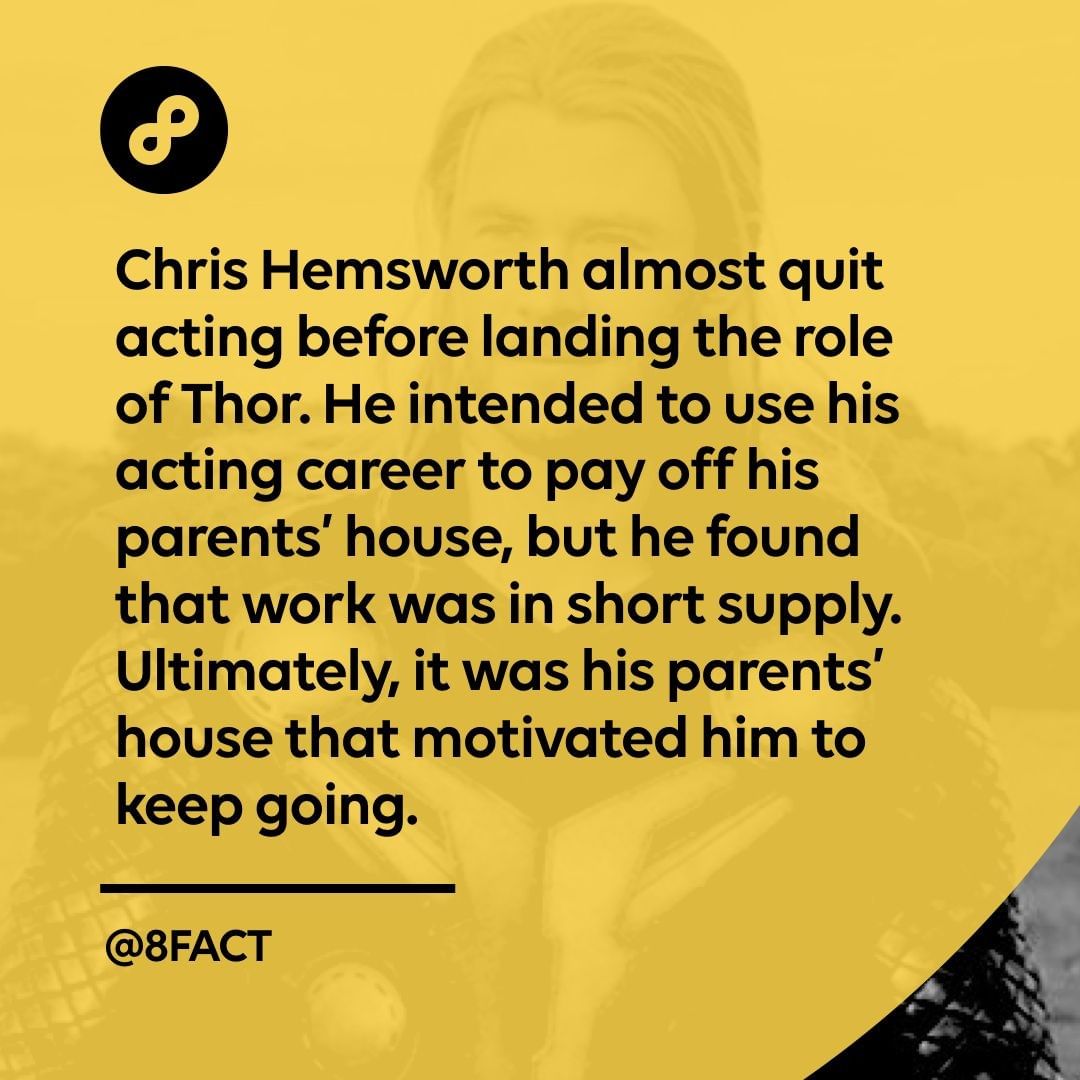 Chris Hemsworth almost quit
acting before landing the role
of Thor. He intended to use his
acting career to pay off his
parents’ house, but he found
that work was in short supply.
Ultimately, it was his parents’
house that motivated him to
keep going.
@8FACT